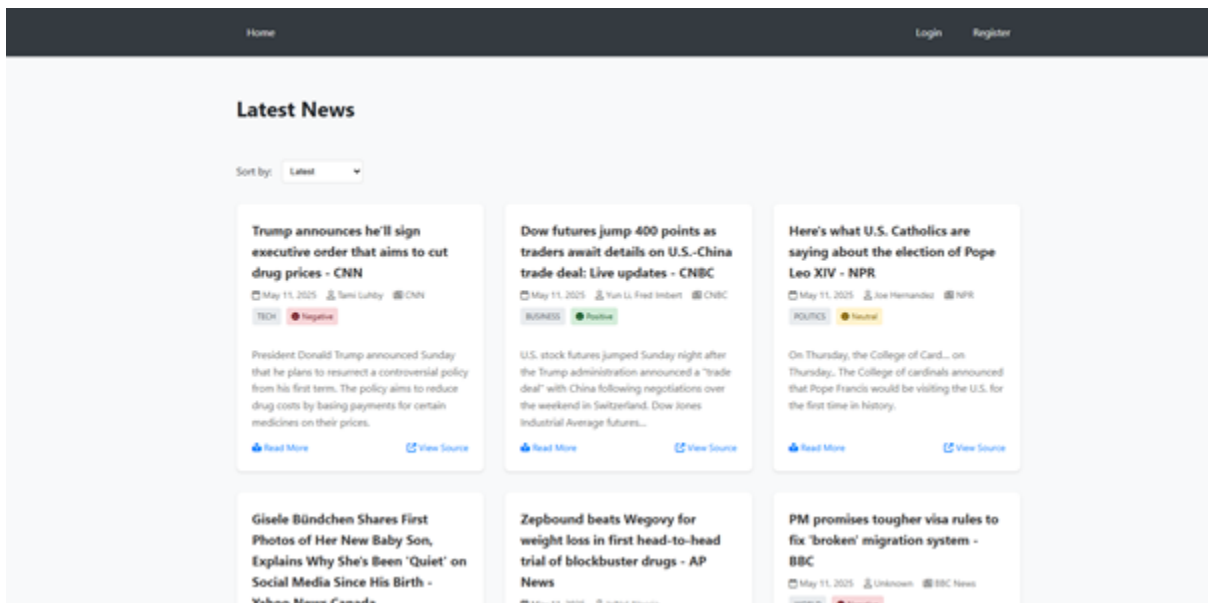 Home
Login
Register
Latest News
Sort by:
Latest
Trump announces he'll sign
executive order that aims to cut
drug prices - CNN
May 11, 2025 Tami Luhby CNN
TECH Negative
President Donald Trump announced Sunday
that he plans to resurrect a controversial policy
from his first term. The policy aims to reduce
drug costs by basing payments for certain
medicines on their prices.
Read More
View Source
Dow futures jump 400 points as
traders await details on U.S.-China
trade deal: Live updates - CNBC
May 11, 2025 Yun Li, Fred Imbert CNBC
BUSINESS Positive
U.S. stock futures jumped Sunday night after
the Trump administration announced a "trade
deal" with China following negotiations over
the weekend in Switzerland. Dow Jones
Industrial Average futures...
Read More
View Source
Here's what U.S. Catholics are
saying about the election of Pope
Leo XIV - NPR
May 11, 2025 Joe Hernandez NPR
POLITICS Neutral
On Thursday, the College of Card... on
Thursday,. The College of cardinals announced
that Pope Francis would be visiting the U.S. for
the first time in history.
Read More
View Source
Gisele Bündchen Shares First
Photos of Her New Baby Son,
Explains Why She's Been 'Quiet' on
Social Media Since His Birth -
Yahoo News Canada
Zepbound beats Wegovy for
weight loss in first head-to-head
trial of blockbuster drugs - AP
News
PM promises tougher visa rules to
fix 'broken' migration system -
BBC
May 11, 2025 Unknown BBC News